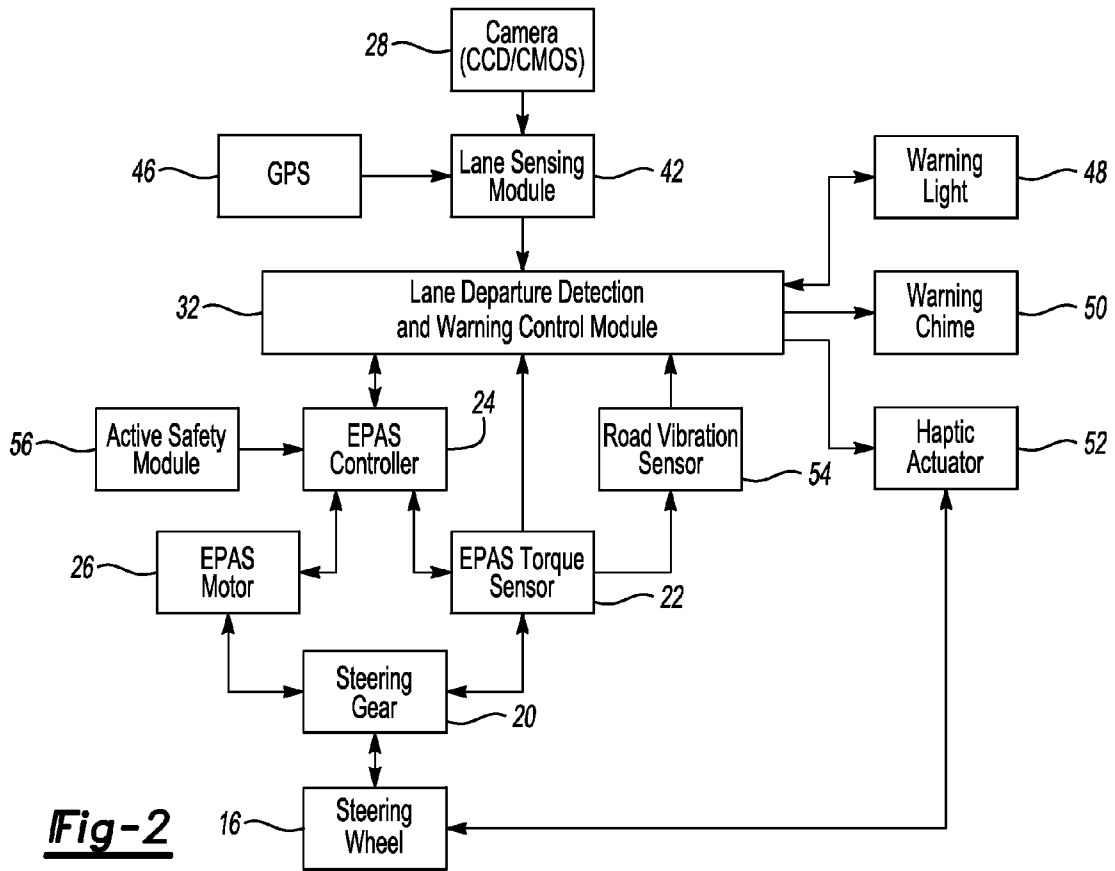 Camera
(CCD/CMOS)
28
GPS
46
Lane Sensing
Module
42
Warning
Light
48
Lane Departure Detection
and Warning Control Module
32
Warning
Chime
50
Active Safety
Module
56
EPAS
Controller
24
Road Vibration
Sensor
54
Haptic
Actuator
52
EPAS
Motor
26
EPAS Torque
Sensor
22
Steering
Gear
20
Steering
Wheel
16
Fig-2